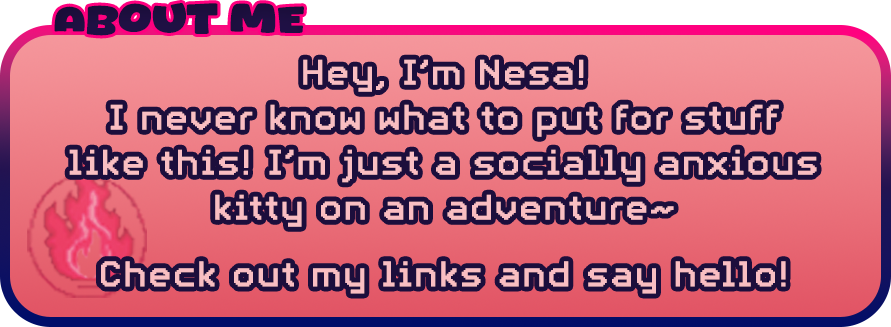 ABOUT ME
Hey, I'm Nesa!
I never know what to put for stuff
like this! I'm just a socially anxious
kitty on an adventure~
Check out my links and say hello!